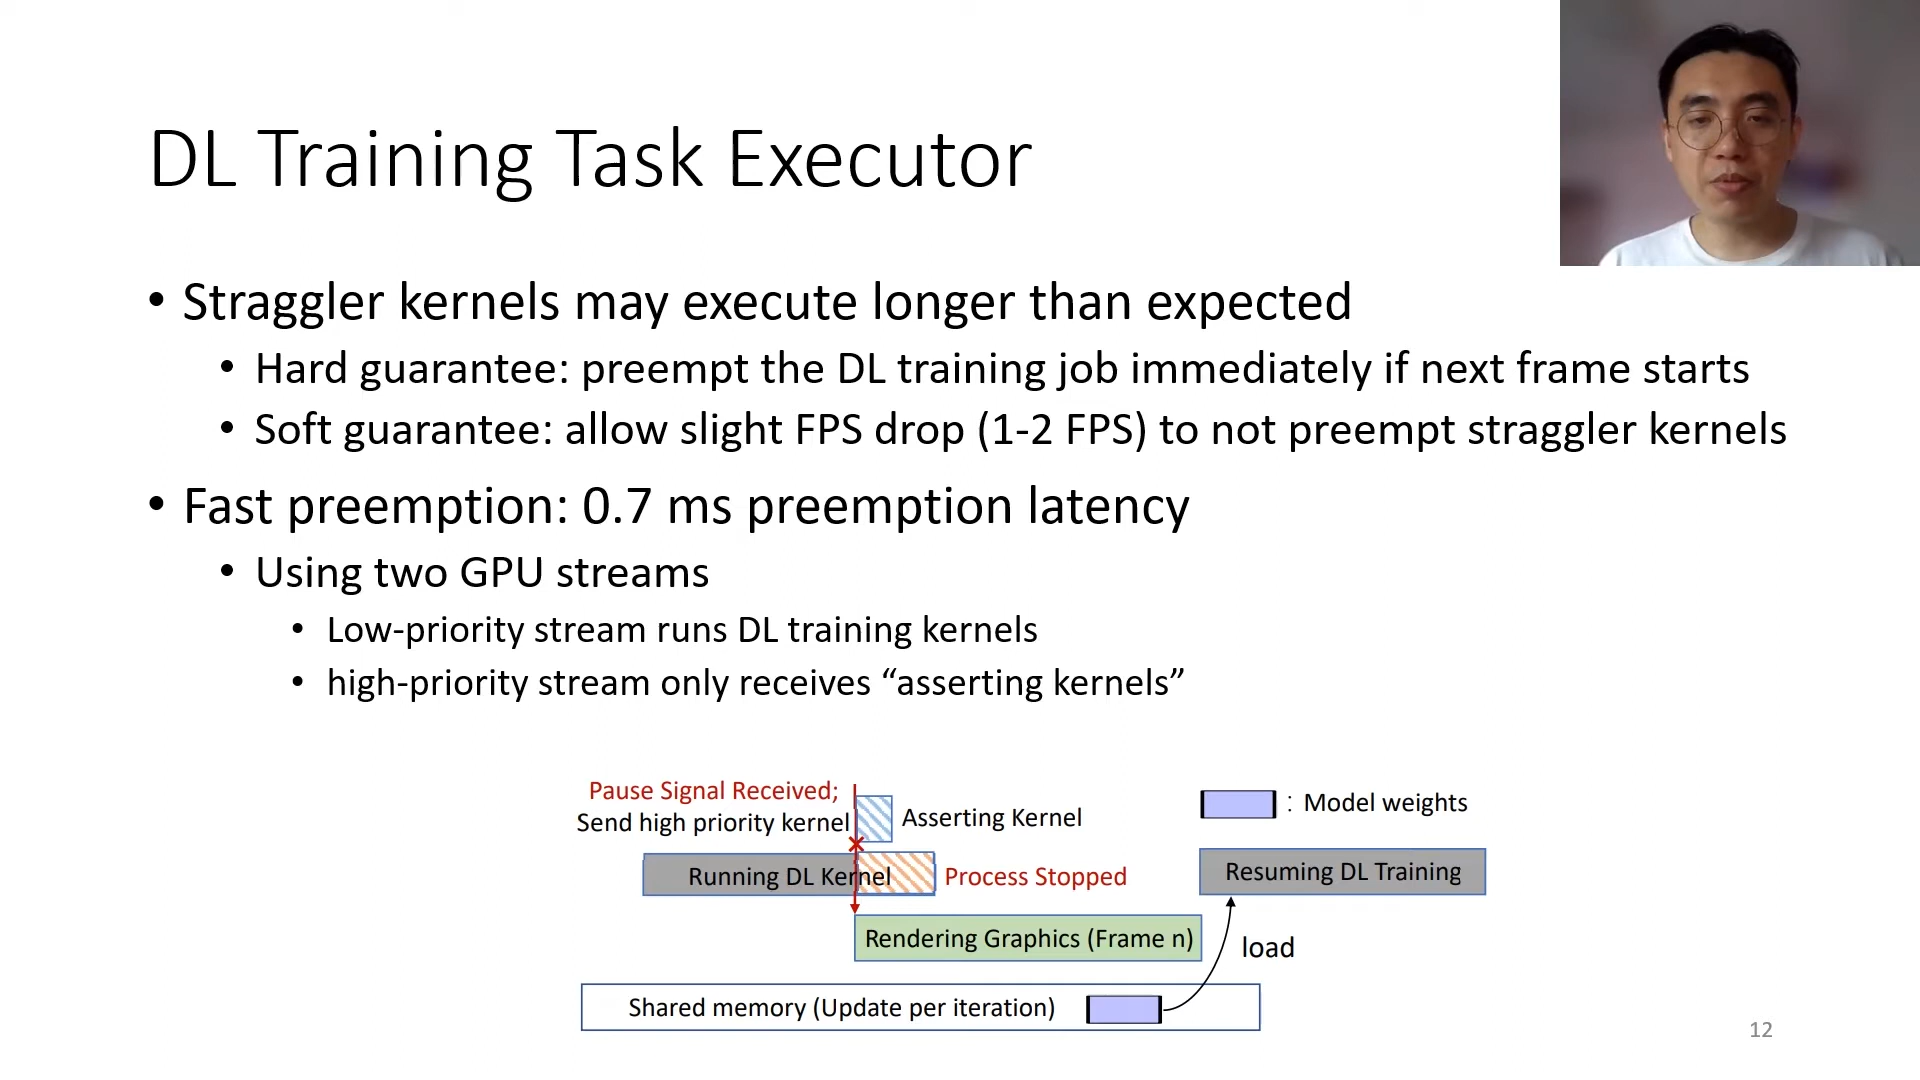 DL Training Task Executor
• Straggler kernels may execute longer than expected
• Hard guarantee: preempt the DL training job immediately if next frame starts
• Soft guarantee: allow slight FPS drop (1-2 FPS) to not preempt straggler kernels
• Fast preemption: 0.7 ms preemption latency
• Using two GPU streams
• Low-priority stream runs DL training kernels
• high-priority stream only receives “asserting kernels”
Pause Signal Received;
Send high priority kernel
Asserting Kernel
: Model weights
Running DL Kernel
Process Stopped
Resuming DL Training
Rendering Graphics (Frame n)
load
Shared memory (Update per iteration)
12